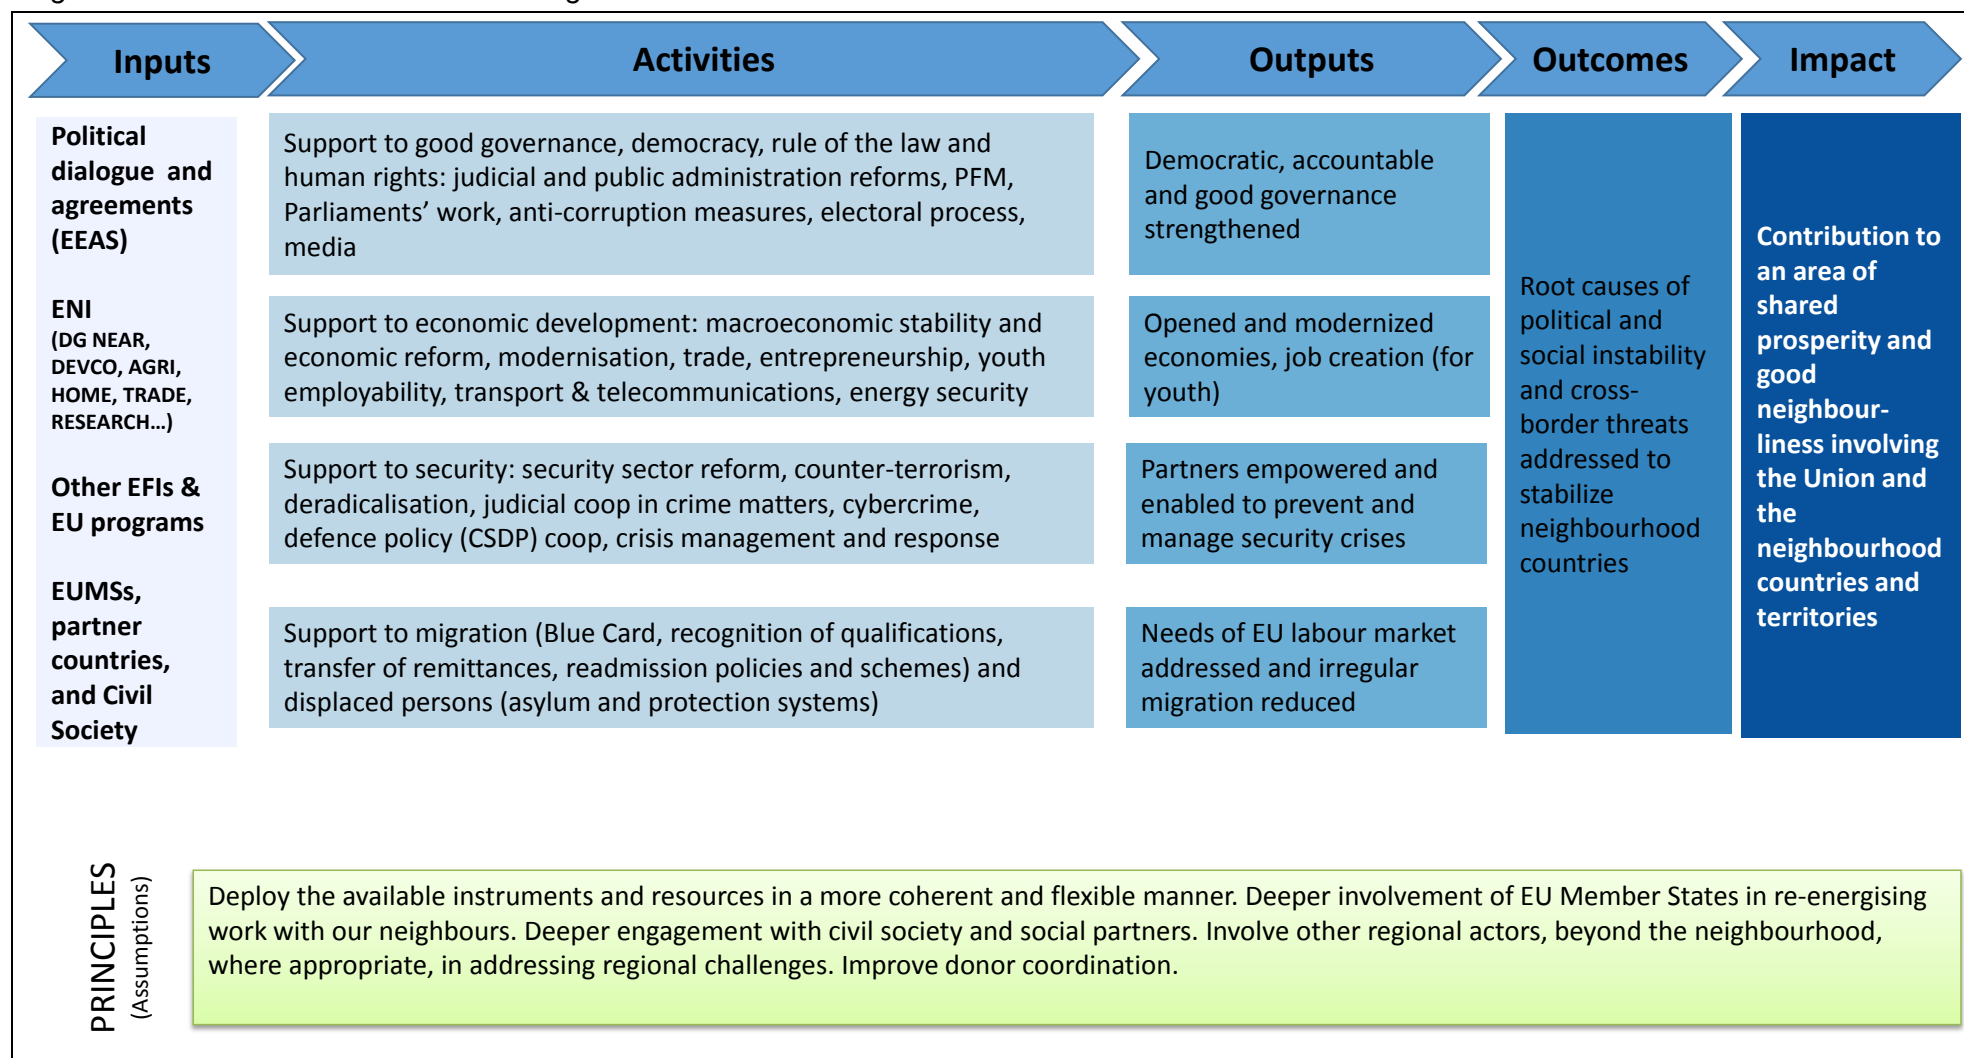 Inputs
Activities
Outputs
Outcomes
Impact
Political
dialogue and
agreements
(EEAS)
ENI
(DG NEAR,
DEVCO, AGRI,
HOME, TRADE,
RESEARCH…)
Other EFIs &
EU programs
EUMSs,
partner
countries,
and Civil
Society
Support to good governance, democracy, rule of the law and
human rights: judicial and public administration reforms, PFM,
Parliaments’ work, anti-corruption measures, electoral process,
media
Support to economic development: macroeconomic stability and
economic reform, modernisation, trade, entrepreneurship, youth
employability, transport & telecommunications, energy security
Support to security: security sector reform, counter-terrorism,
deradicalisation, judicial coop in crime matters, cybercrime,
defence policy (CSDP) coop, crisis management and response
Support to migration (Blue Card, recognition of qualifications,
transfer of remittances, readmission policies and schemes) and
displaced persons (asylum and protection systems)
Democratic, accountable
and good governance
strengthened
Opened and modernized
economies, job creation (for
youth)
Partners empowered and
enabled to prevent and
manage security crises
Needs of EU labour market
addressed and irregular
migration reduced
Root causes of
political and
social instability
and cross-
border threats
addressed to
stabilize
neighbourhood
countries
Contribution to
an area of
shared
prosperity and
good
neighbour-
liness involving
the Union and
the
neighbourhood
countries and
territories
PRINCIPLES
(Assumptions)
Deploy the available instruments and resources in a more coherent and flexible manner. Deeper involvement of EU Member States in re-energising
work with our neighbours. Deeper engagement with civil society and social partners. Involve other regional actors, beyond the neighbourhood,
where appropriate, in addressing regional challenges. Improve donor coordination.